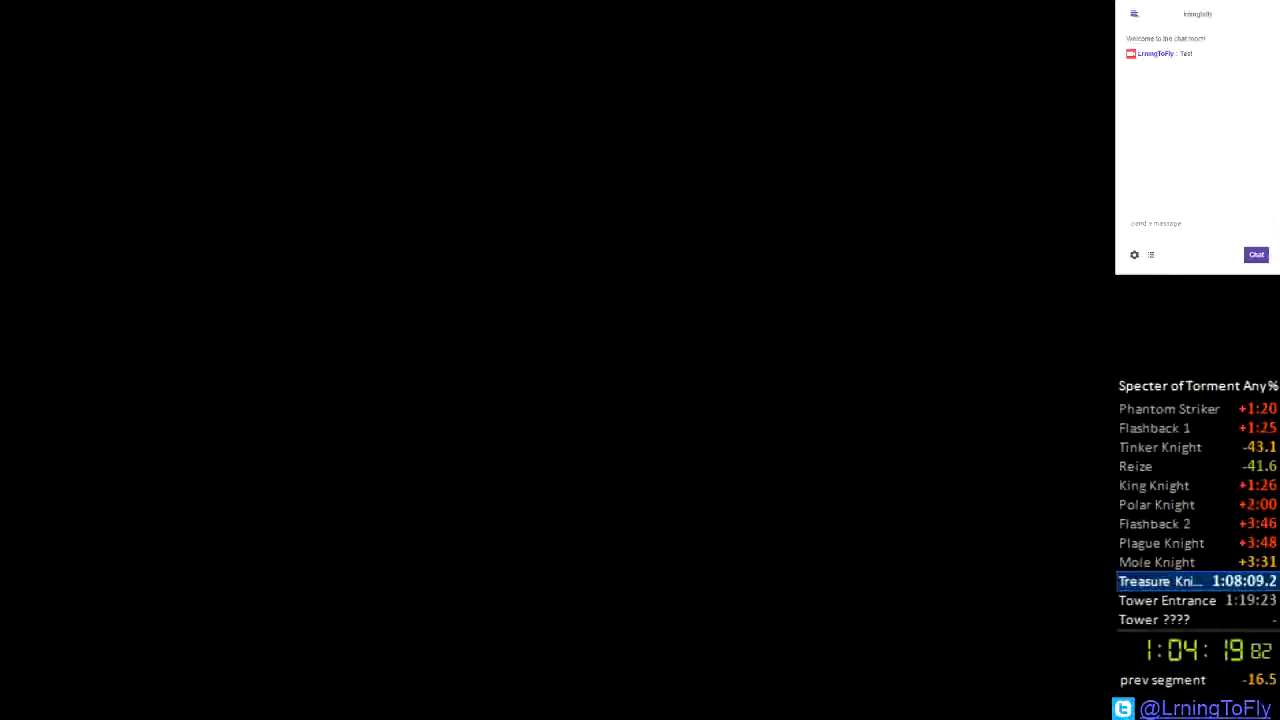 lrningtofly
Welcome to the chat room!
LrningToFly : Test
Send a message
Chat
Specter of Torment Any%
Phantom Striker +1:20
Flashback 1 +1:25
Tinker Knight -43.1
Reize -41.6
King Knight +1:26
Polar Knight +2:00
Flashback 2 +3:46
Plague Knight +3:48
Mole Knight +3:31
Treasure Kni... 1:08:09.2
Tower Entrance 1:19:23
Tower ???? -
1:04:19 82
prev segment -16.5
@LrningToFly